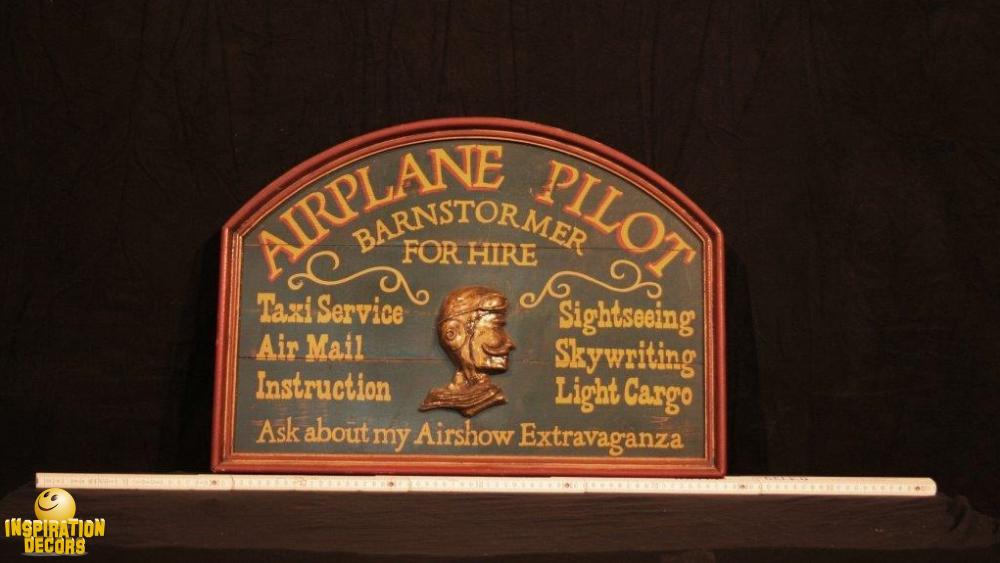 AIRPLANE PILOT
BARNSTORMER
FOR HIRE
Taxi Service
Air Mail
Instruction
Sightseeing
Skywriting
Light Cargo
Ask about my Airshow Extravaganza
INSPIRATION
DECORS